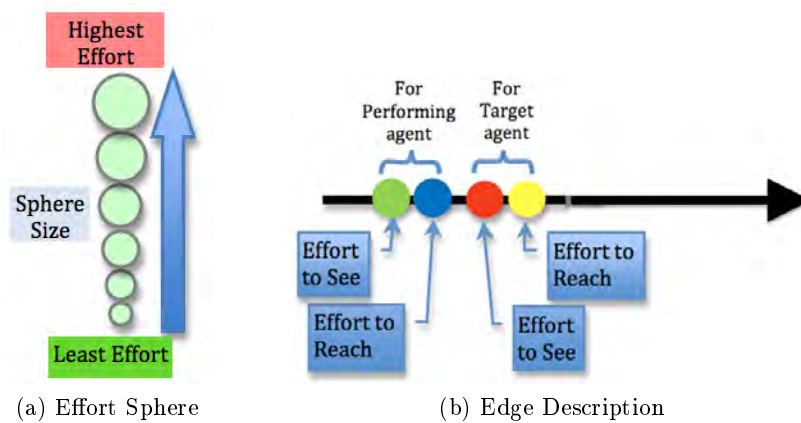 Highest
Effort
Sphere
Size
Least Effort
(a) Effort Sphere
For
Performing
agent
For
Target
agent
Effort
to See
Effort to
Reach
Effort to
Reach
Effort
to See
(b) Edge Description